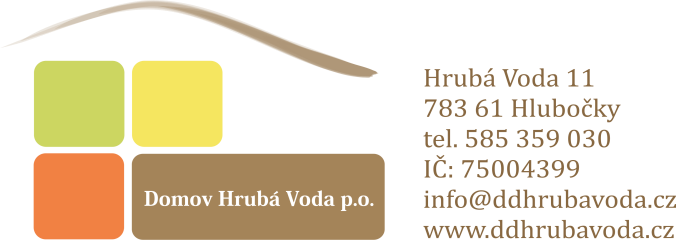 Domov Hrubá Voda p.o.
Hrubá Voda 11
783 61 Hlubočky
tel. 585 359 030
IČ: 75004399
info@ddhrubavoda.cz
www.ddhrubavoda.cz